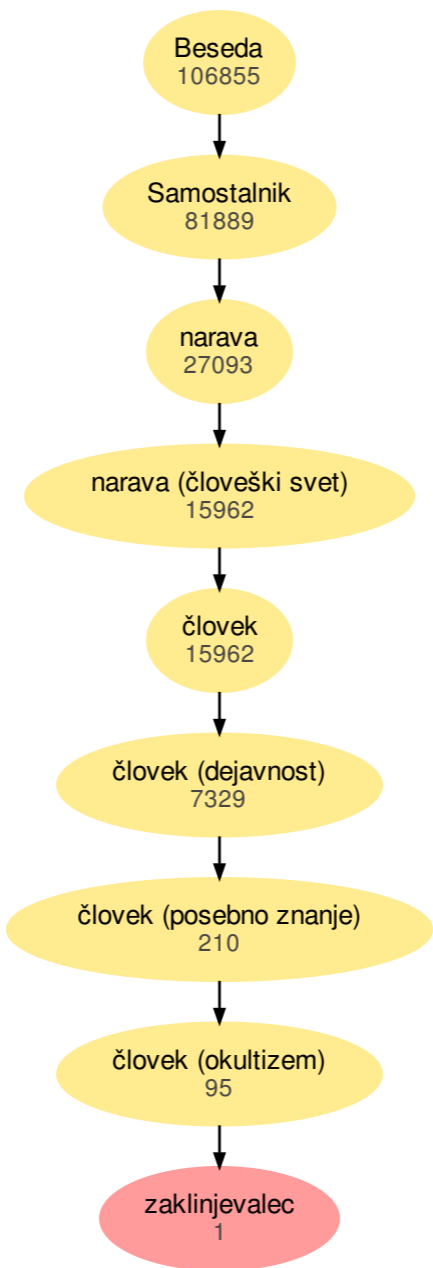 Beseda
106855
Samostalnik
81889
narava
27093
narava (človeški svet)
15962
človek
15962
človek (dejavnost)
7329
človek (posebno znanje)
210
človek (okultizem)
95
zaklinjevalec
1